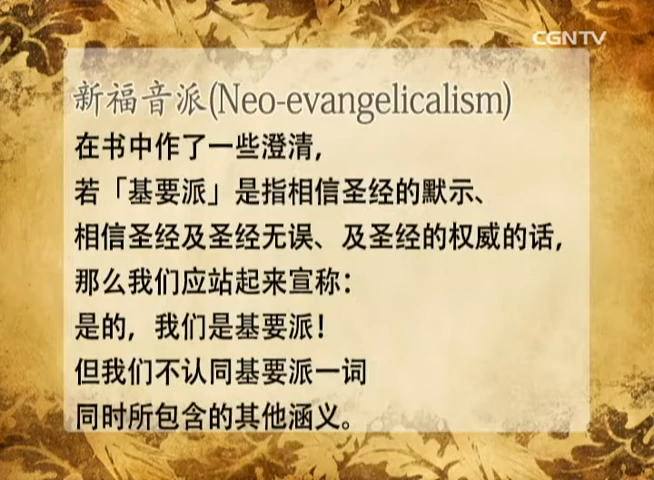 CGNTV
新福音派(Neo-evangelicalism)
在书中作了一些澄清，
若「基要派」是指相信圣经的默示、
相信圣经及圣经无误、及圣经的权威的话，
那么我们应站起来宣称：
是的，我们是基要派！
但我们不认同基要派一词
同时所包含的其他涵义。